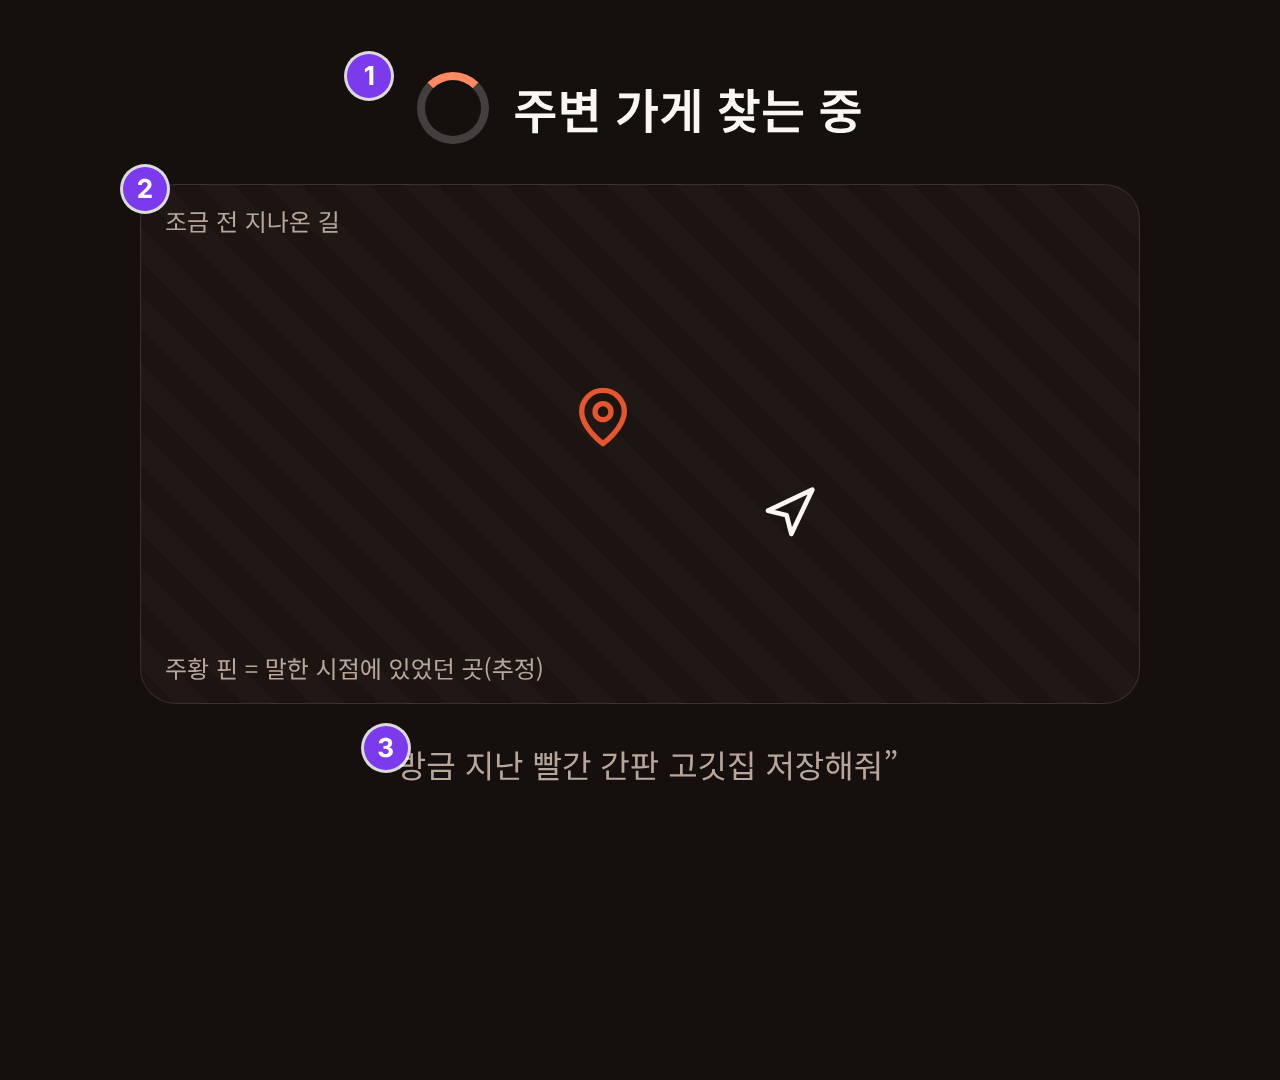 1
주변 가게 찾는 중
2
조금 전 지나온 길
주황 핀 = 말한 시점에 있었던 곳(추정)
3
방금 지난 빨간 간판 고깃집 저장해줘”